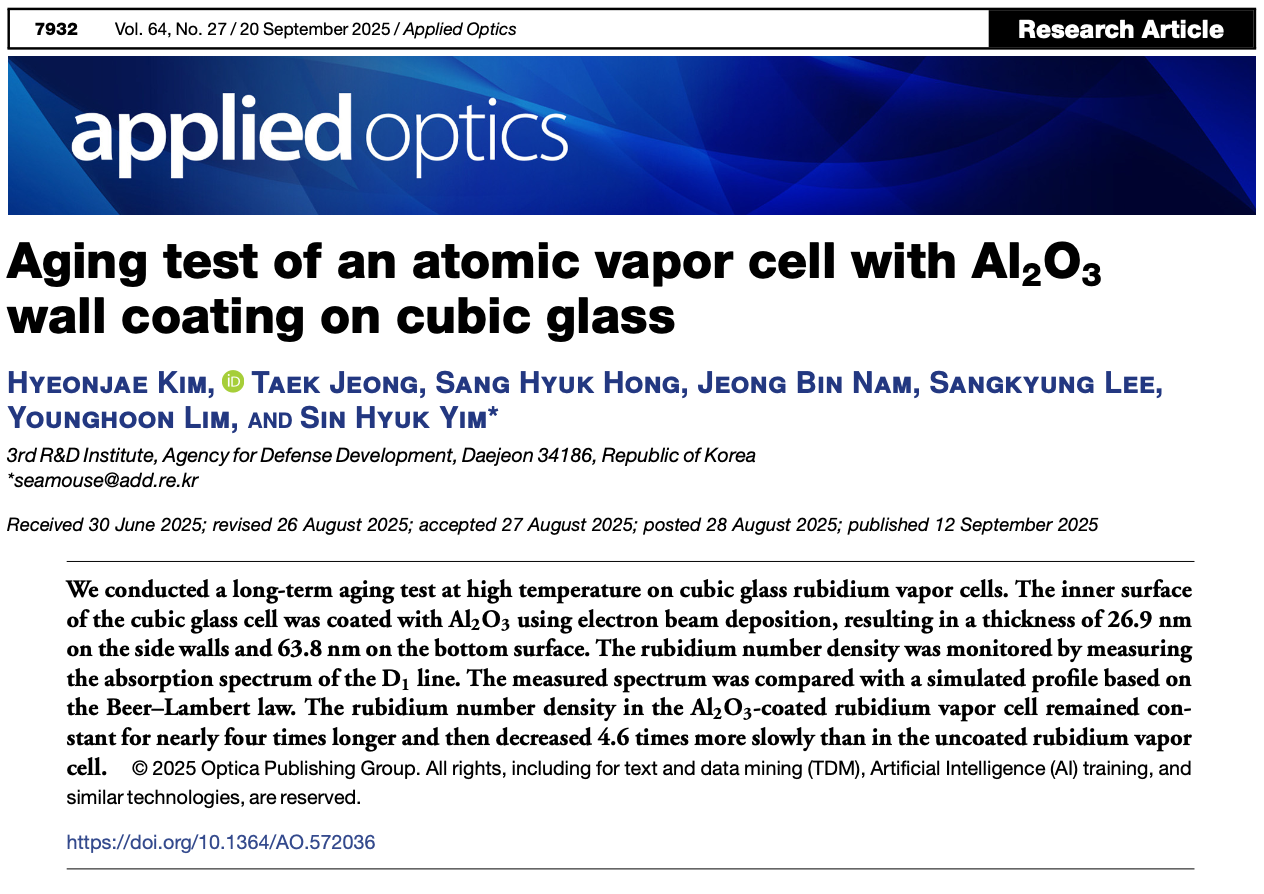 7932 Vol. 64, No. 27 / 20 September 2025 / Applied Optics Research Article
applied optics
Aging test of an atomic vapor cell with Al₂O₃
wall coating on cubic glass
Hyeonjae Kim, iD Taek Jeong, Sang Hyuk Hong, Jeong Bin Nam, Sangkyung Lee,
Younghoon Lim, and Sin Hyuk Yim*
3rd R&D Institute, Agency for Defense Development, Daejeon 34186, Republic of Korea
*seamouse@add.re.kr
Received 30 June 2025; revised 26 August 2025; accepted 27 August 2025; posted 28 August 2025; published 12 September 2025
We conducted a long-term aging test at high temperature on cubic glass rubidium vapor cells. The inner surface
of the cubic glass cell was coated with Al₂O₃ using electron beam deposition, resulting in a thickness of 26.9 nm
on the side walls and 63.8 nm on the bottom surface. The rubidium number density was monitored by measuring
the absorption spectrum of the D₁ line. The measured spectrum was compared with a simulated profile based on
the Beer–Lambert law. The rubidium number density in the Al₂O₃-coated rubidium vapor cell remained con-
stant for nearly four times longer and then decreased 4.6 times more slowly than in the uncoated rubidium vapor
cell. © 2025 Optica Publishing Group. All rights, including for text and data mining (TDM), Artificial Intelligence (AI) training, and
similar technologies, are reserved.
https://doi.org/10.1364/AO.572036